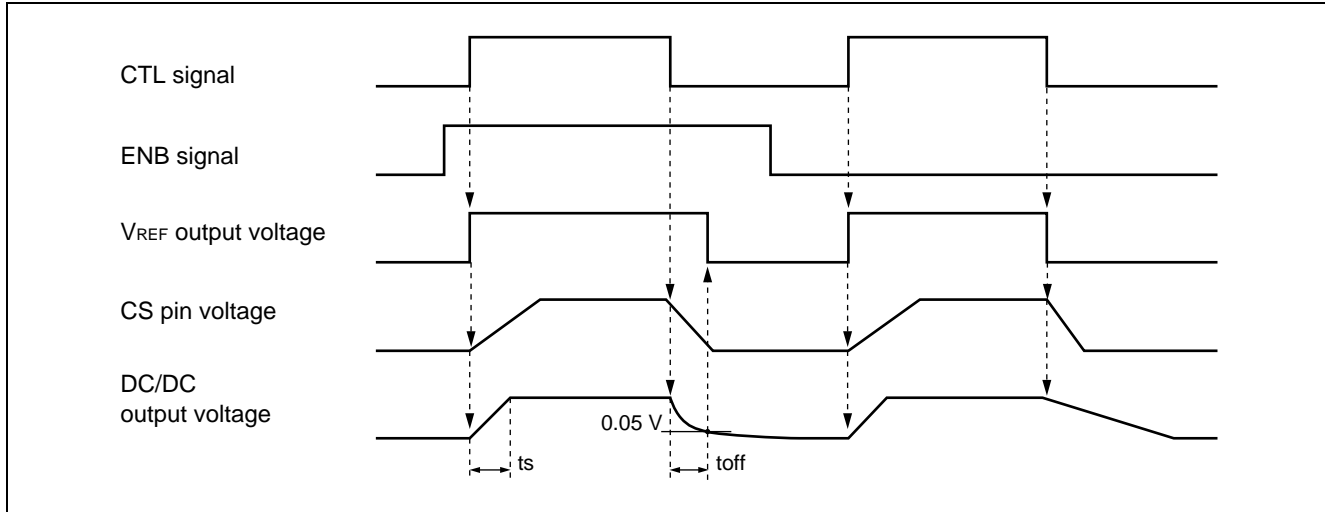 CTL signal
ENB signal
VREF output voltage
CS pin voltage
DC/DC
output voltage
0.05 V
ts
toff